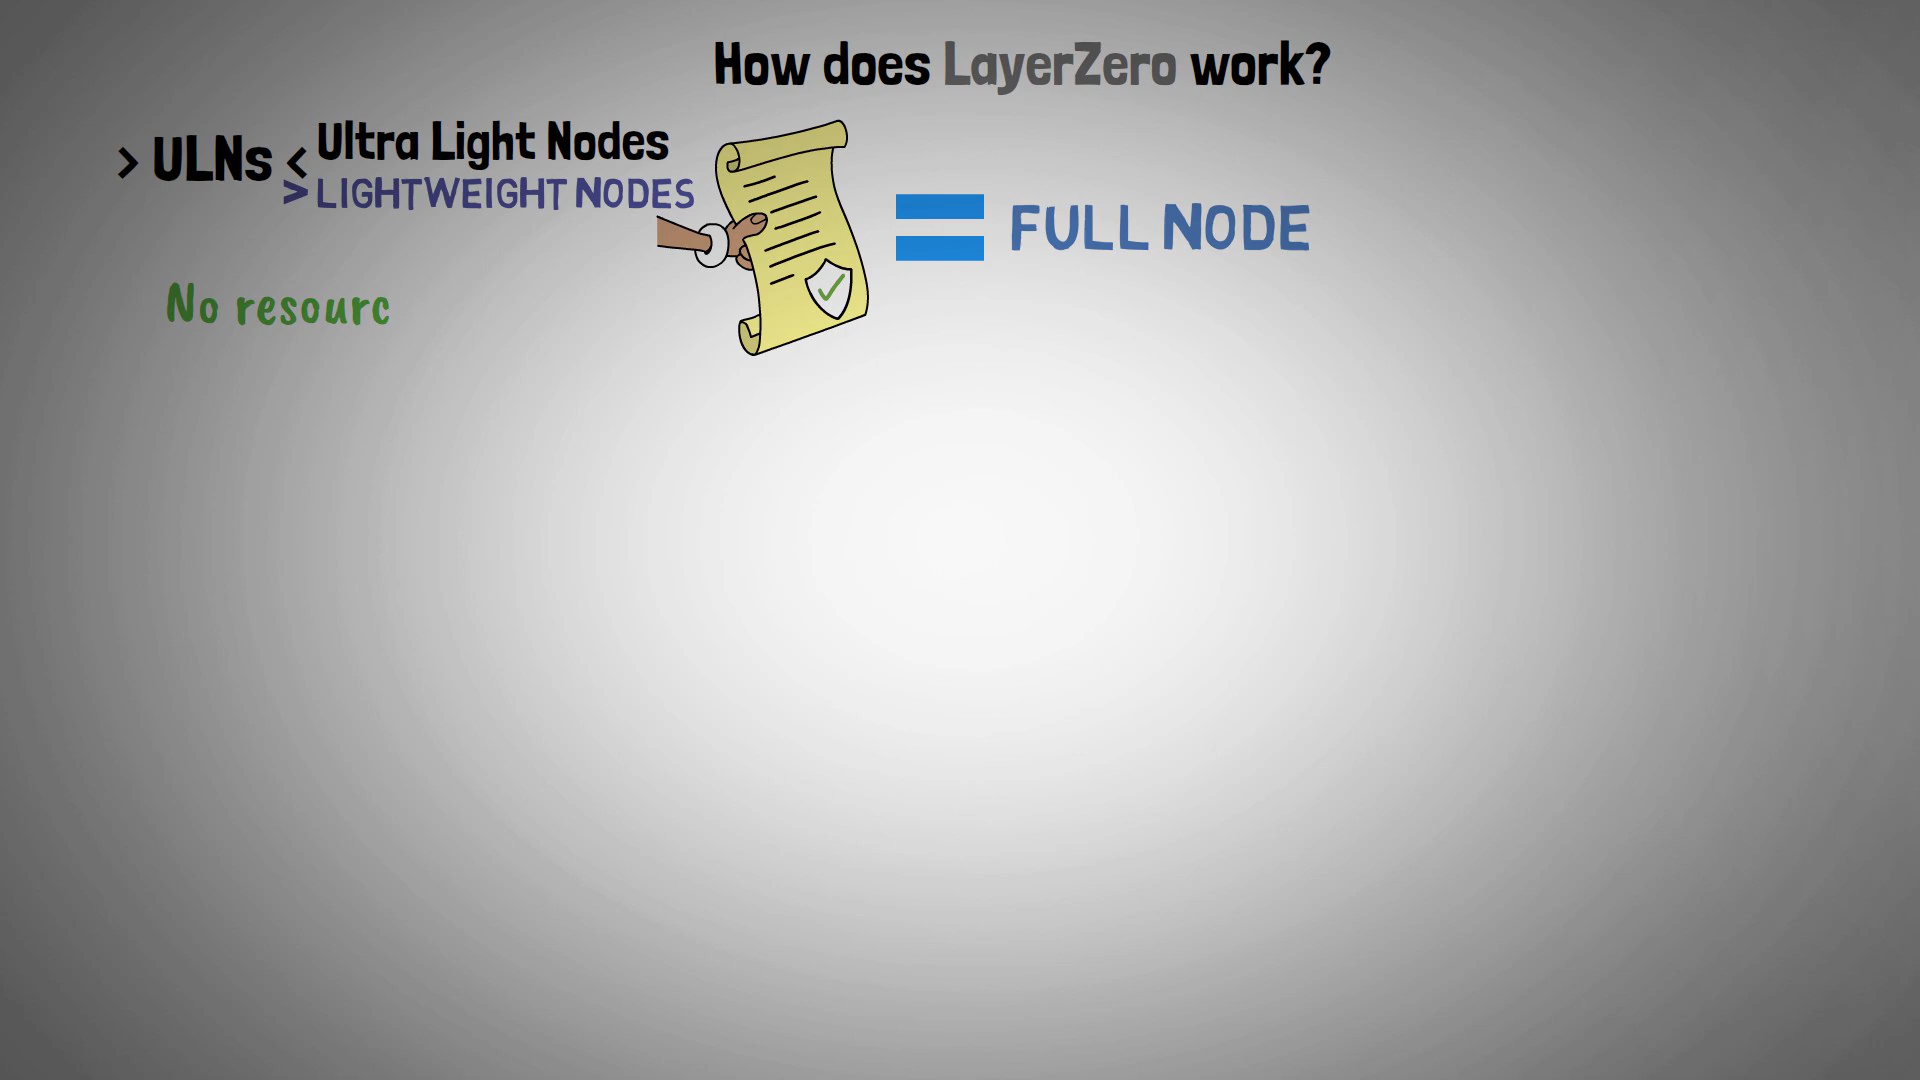 How does LayerZero work?
> ULNs < Ultra Light Nodes
> LIGHTWEIGHT NODES
FULL NODE
No resourc